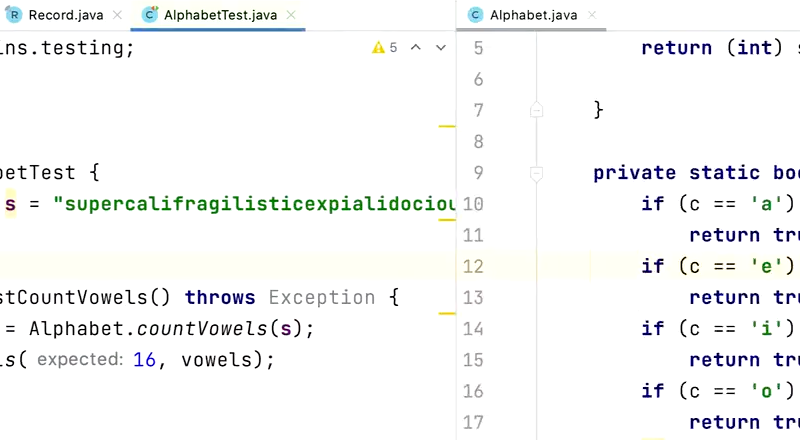 Record.java
AlphabetTest.java
Alphabet.java
ins.testing;
5
betTest {
s = "supercalifragilisticexpialidociou
stCountVowels() throws Exception {
= Alphabet.countVowels(s);
ls( expected: 16, vowels);
5 return (int) s
6
7 }
8
9 private static boo
10 if (c == 'a')
11 return tru
12 if (c == 'e')
13 return tru
14 if (c == 'i')
15 return tru
16 if (c == 'o')
17 return tru